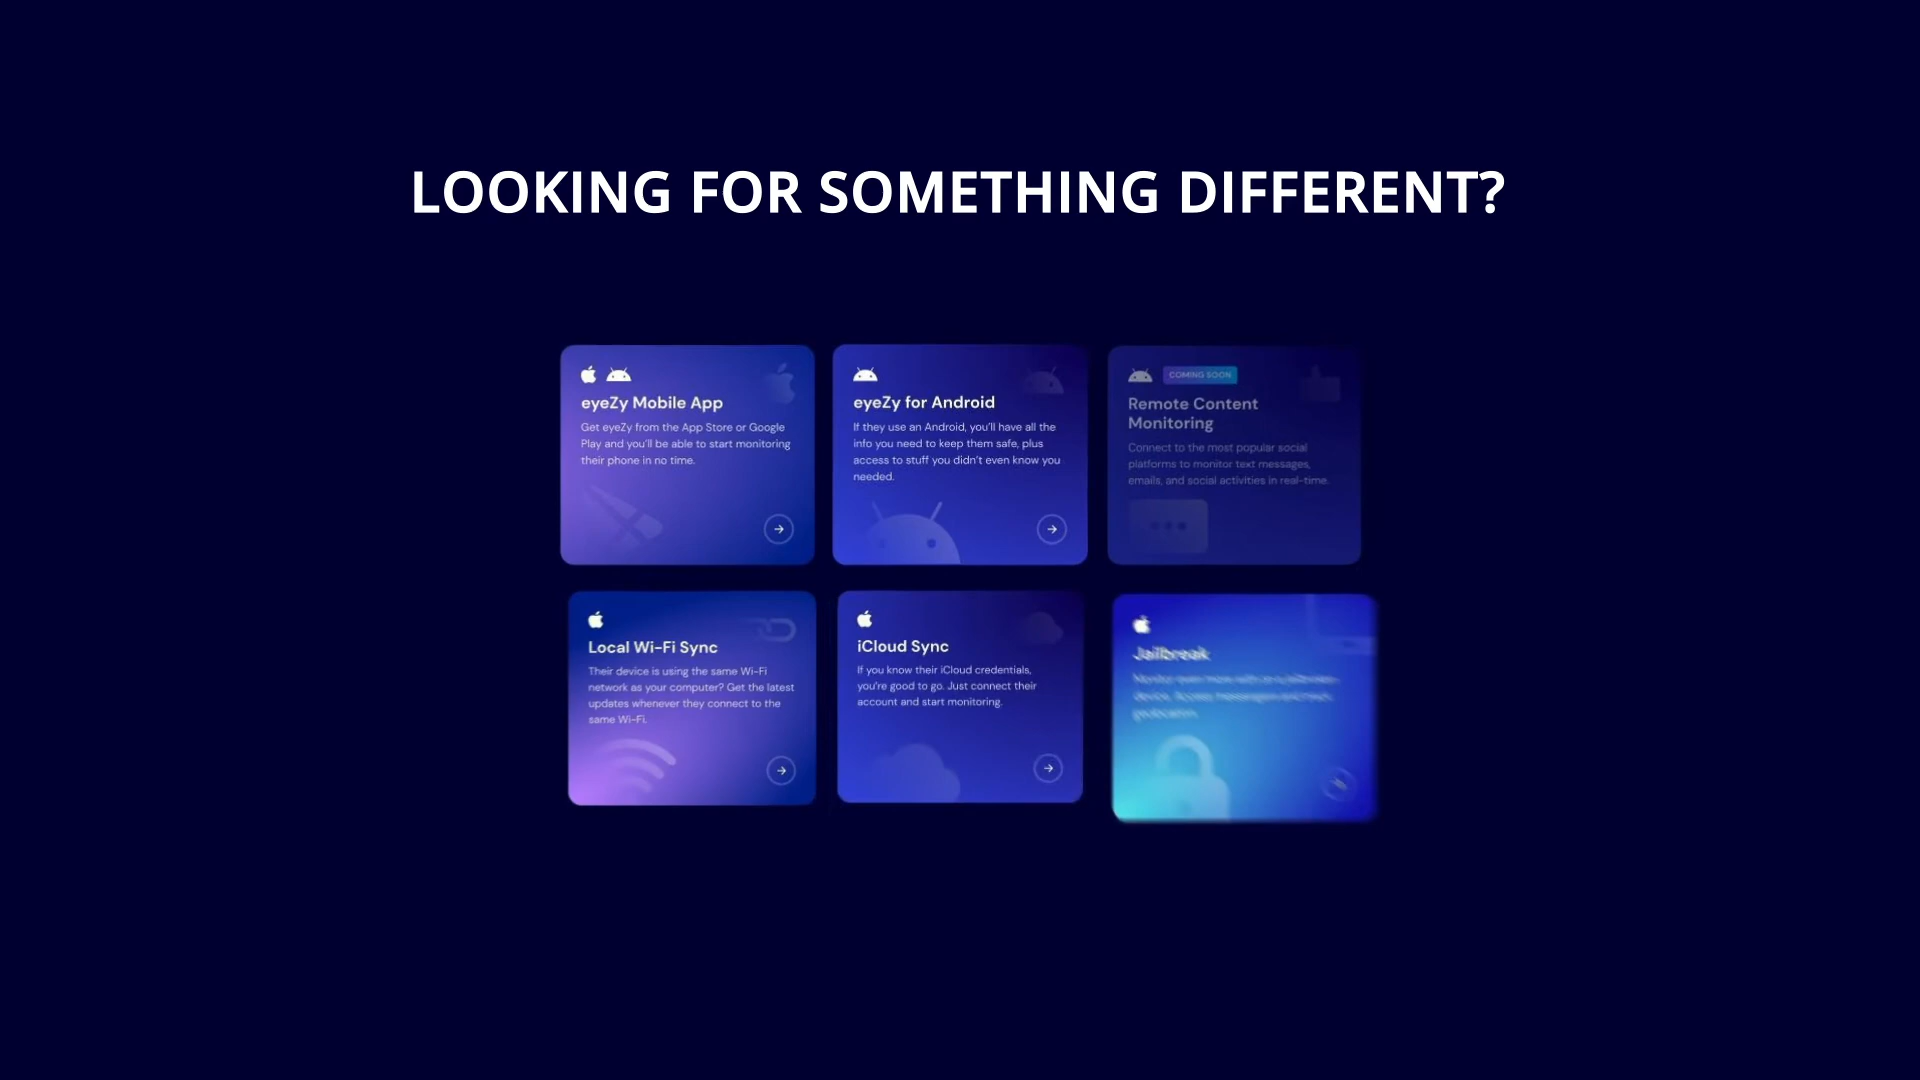 LOOKING FOR SOMETHING DIFFERENT?
eyeZy Mobile App
Get eyeZy from the App Store or Google
Play and you'll be able to start monitoring
their phone in no time.
eyeZy for Android
If they use an Android, you'll have all the
info you need to keep them safe, plus
access to stuff you didn't even know you
needed.
COMING SOON
Remote Content
Monitoring
Connect to the most popular social
platforms to monitor text messages,
emails, and social activities in real-time.
Local Wi-Fi Sync
Their device is using the same Wi-Fi
network as your computer? Get the latest
updates whenever they connect to the
same Wi-Fi.
iCloud Sync
If you know their iCloud credentials,
you're good to go. Just connect their
account and start monitoring.
Jailbreak
device. Access messages and